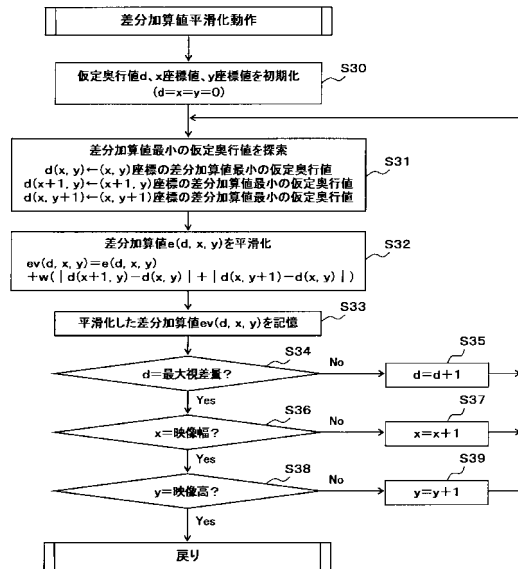 差分加算値平滑化動作
S30
仮定奥行値d、x座標値、y座標値を初期化
(d=x=y=0)
S31
差分加算値最小の仮定奥行値を探索
d(x, y)←(x, y)座標の差分加算値最小の仮定奥行値
d(x+1, y)←(x+1, y)座標の差分加算値最小の仮定奥行値
d(x, y+1)←(x, y+1)座標の差分加算値最小の仮定奥行値
S32
差分加算値e(d, x, y)を平滑化
ev(d, x, y)=e(d, x, y)
+w(|d(x+1, y)−d(x, y)|+|d(x, y+1)−d(x, y)|)
S33
平滑化した差分加算値ev(d, x, y)を記憶
S34
d=最大視差量?
No
S35
d=d+1
Yes
S36
x=映像幅?
No
S37
x=x+1
Yes
S38
y=映像高?
No
S39
y=y+1
Yes
戻り